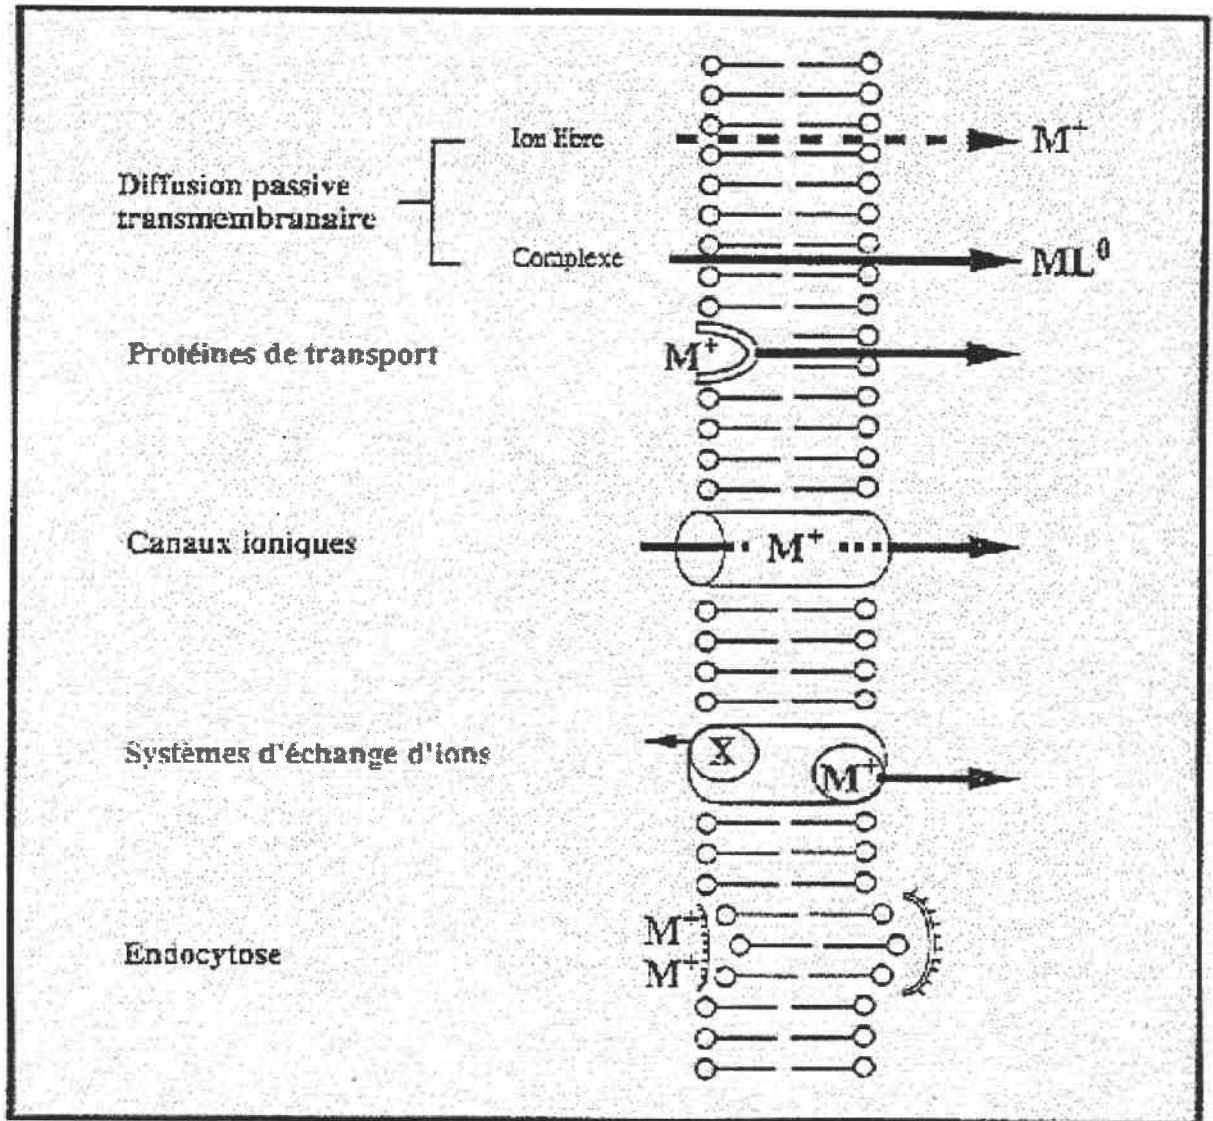 Ion libre
M⁺
Diffusion passive
transmembranaire
Complexe
ML⁰
Protéines de transport
M⁺
Canaux ioniques
M⁺
Systèmes d'échange d'ions
X
M⁺
Endocytose
M⁺
M⁺